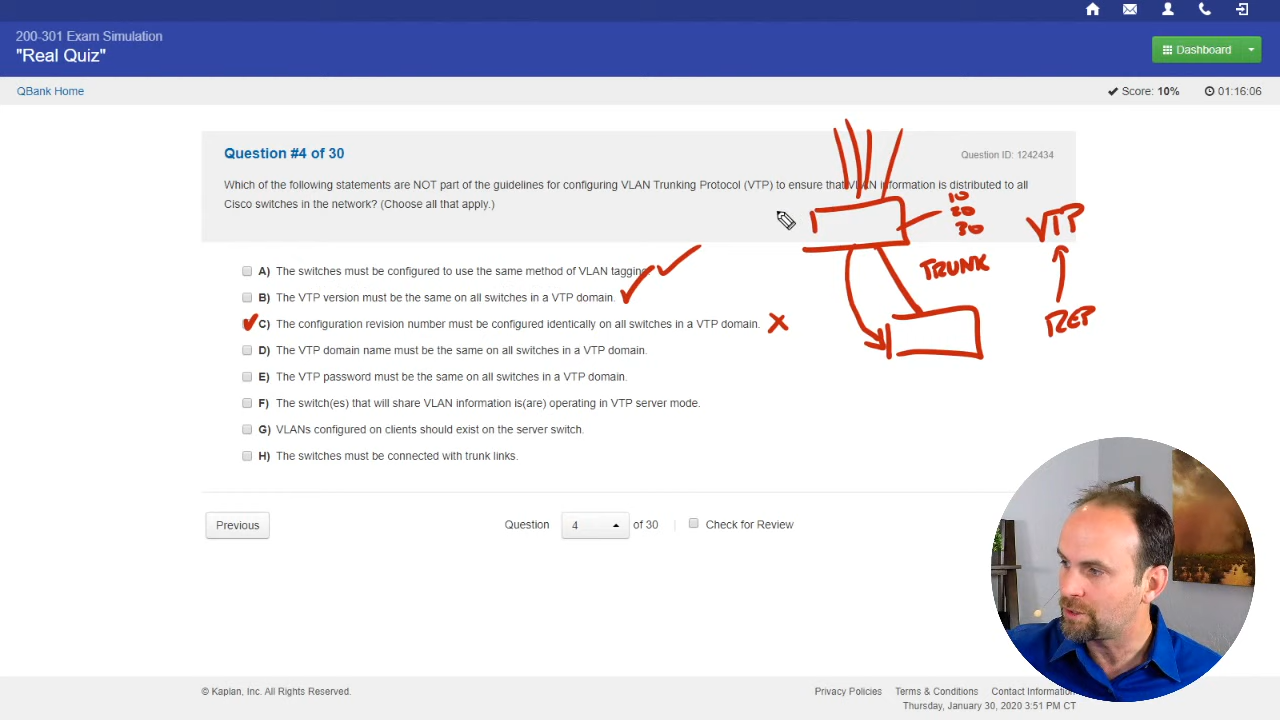 200-301 Exam Simulation
"Real Quiz"
Dashboard
QBank Home
Score: 10%
01:16:06
Question #4 of 30
Question ID: 1242434
Which of the following statements are NOT part of the guidelines for configuring VLAN Trunking Protocol (VTP) to ensure that VLAN information is distributed to all
Cisco switches in the network? (Choose all that apply.)
A) The switches must be configured to use the same method of VLAN tagging.
B) The VTP version must be the same on all switches in a VTP domain.
C) The configuration revision number must be configured identically on all switches in a VTP domain.
D) The VTP domain name must be the same on all switches in a VTP domain.
E) The VTP password must be the same on all switches in a VTP domain.
F) The switch(es) that will share VLAN information is(are) operating in VTP server mode.
G) VLANs configured on clients should exist on the server switch.
H) The switches must be connected with trunk links.
10
20
30
VTP
TRUNK
REP
Previous
Question
4
of 30
Check for Review
© Kaplan, Inc. All Rights Reserved.
Privacy Policies
Terms & Conditions
Contact Information
Thursday, January 30, 2020 3:51 PM CT